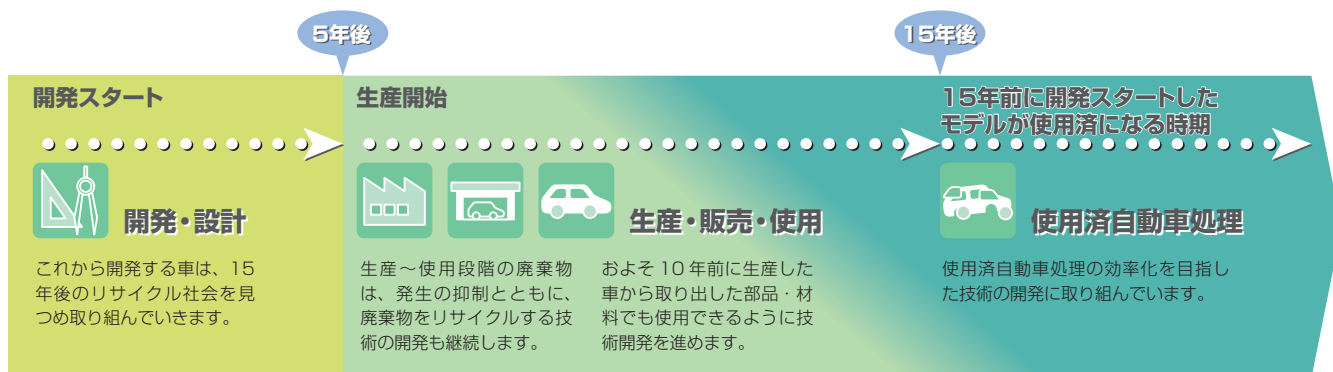 5年後
15年後
開発スタート
生産開始
15年前に開発スタートした
モデルが使用済になる時期
開発・設計
生産・販売・使用
使用済自動車処理
これから開発する車は、15
年後のリサイクル社会を見
つめ取り組んでいきます。
生産~使用段階の廃棄物
は、発生の抑制とともに、
廃棄物をリサイクルする技
術の開発も継続します。
およそ 10 年前に生産した
車から取り出した部品・材
料でも使用できるように技
術開発を進めます。
使用済自動車処理の効率化を目指し
た技術の開発に取り組んでいます。